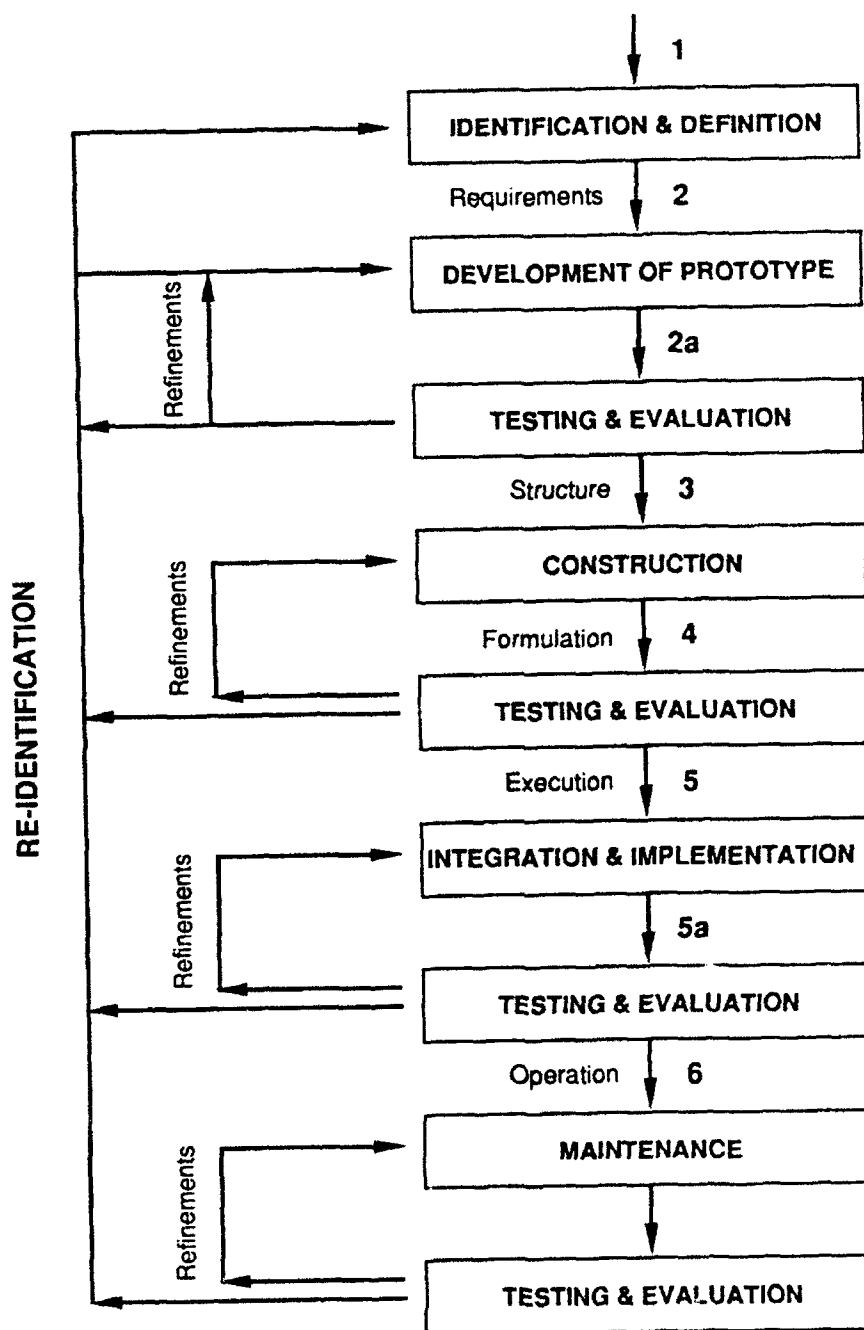 1
IDENTIFICATION & DEFINITION
Requirements 2
DEVELOPMENT OF PROTOTYPE
Refinements
2a
TESTING & EVALUATION
Structure 3
CONSTRUCTION
Refinements
Formulation 4
TESTING & EVALUATION
RE-IDENTIFICATION
Execution 5
INTEGRATION & IMPLEMENTATION
Refinements
5a
TESTING & EVALUATION
Operation 6
MAINTENANCE
Refinements
TESTING & EVALUATION